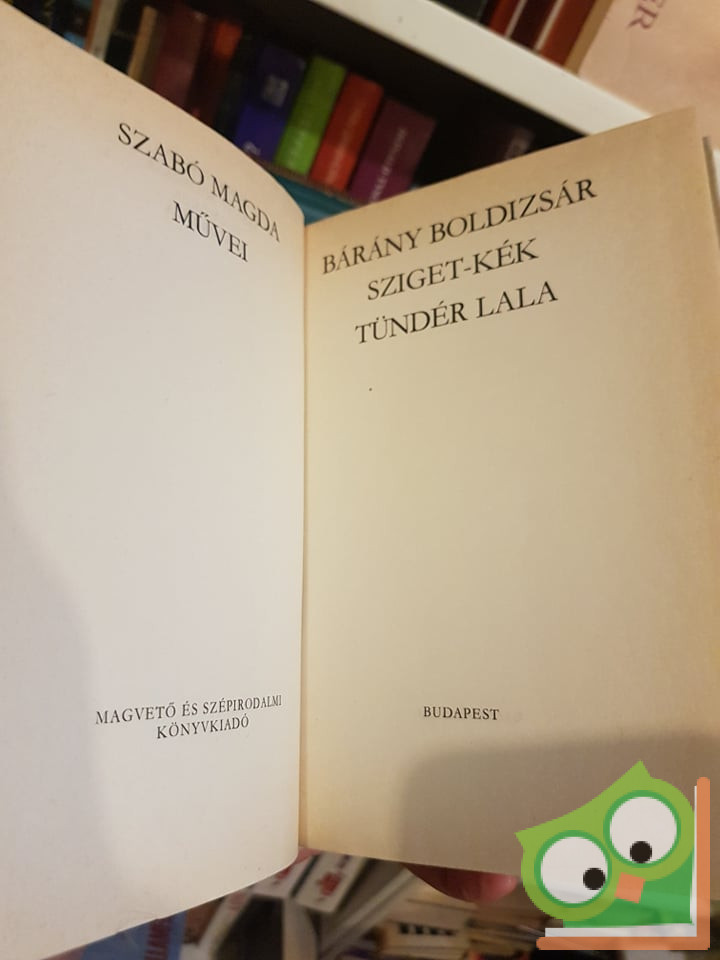 SZABÓ MAGDA
MŰVEI
MAGVETŐ ÉS SZÉPIRODALMI
KÖNYVKIADÓ
BÁRÁNY BOLDIZSÁR
SZIGET-KÉK
TÜNDÉR LALA
BUDAPEST